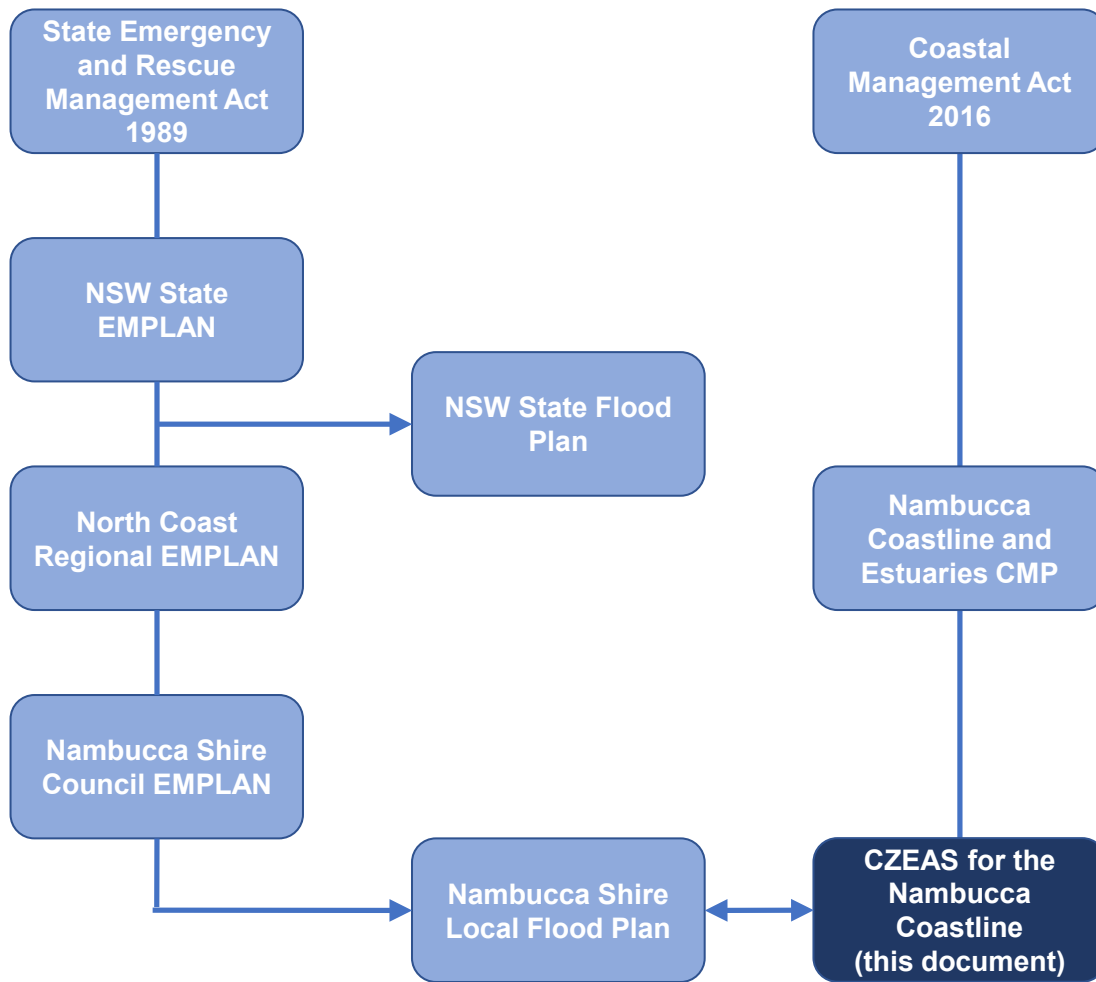 State Emergency
and Rescue
Management Act
1989
Coastal
Management Act
2016
NSW State
EMPLAN
NSW State Flood
Plan
North Coast
Regional EMPLAN
Nambucca
Coastline and
Estuaries CMP
Nambucca Shire
Council EMPLAN
Nambucca Shire
Local Flood Plan
CZEAS for the
Nambucca
Coastline
(this document)